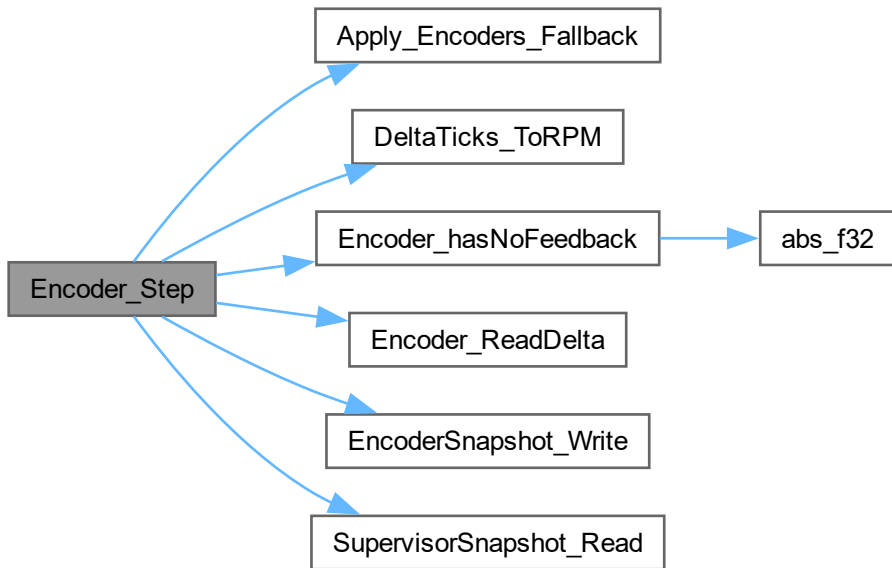 Apply_Encoders_Fallback
DeltaTicks_ToRPM
Encoder_hasNoFeedback
abs_f32
Encoder_Step
Encoder_ReadDelta
EncoderSnapshot_Write
SupervisorSnapshot_Read